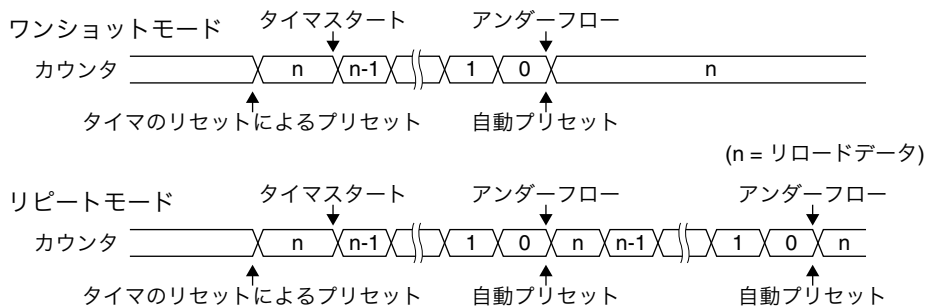 ワンショットモード
タイマスタート アンダーフロー
カウンタ n n-1 1 0 n
タイマのリセットによるプリセット 自動プリセット
(n = リロードデータ)
リピートモード
タイマスタート アンダーフロー アンダーフロー
カウンタ n n-1 1 0 n n-1 1 0 n
タイマのリセットによるプリセット 自動プリセット 自動プリセット